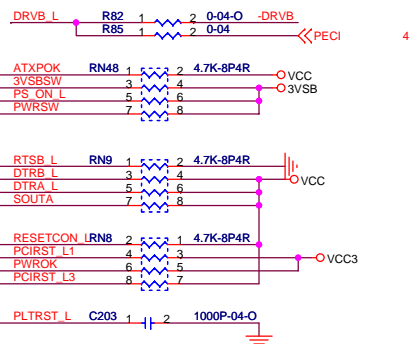 DRVB_L R82 1 2 0-04-O -DRVB
R85 1 2 0-04 PECI 4
ATXPOK RN48 1 2 4.7K-8P4R VCC
3VSBSW 3 4 3VSB
PS_ON_L 5 6
PWRSW 7 8
RTSB_L RN9 1 2 4.7K-8P4R
DTRB_L 3 4 VCC
DTRA_L 5 6
SOUTA 7 8
RESETCON_L RN8 2 1 4.7K-8P4R
PCIRST_L1 4 3 VCC3
PWROK 6 5
PCIRST_L3 8 7
PLTRST_L C203 1 2 1000P-04-O